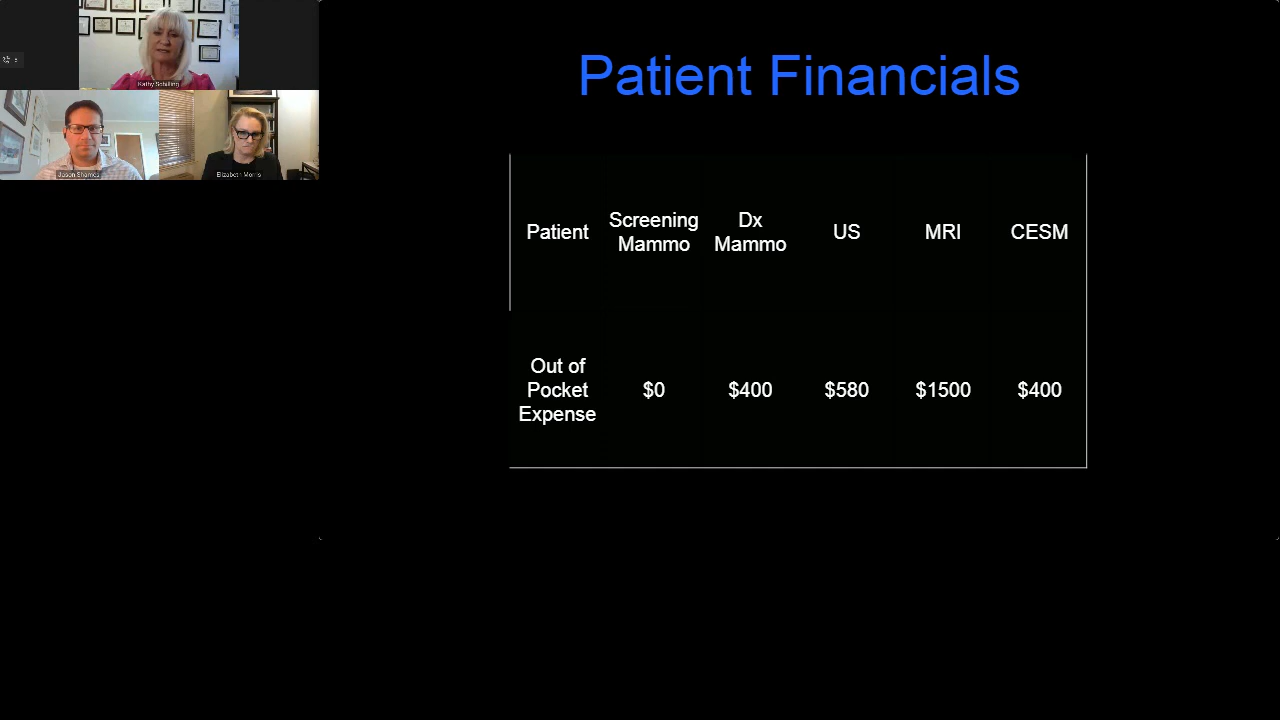 Kathy Schilling
Jason Shames
Elizabeth Morris
Patient Financials
Patient
Screening
Mammo
Dx
Mammo
US
MRI
CESM
Out of
Pocket
Expense
$0
$400
$580
$1500
$400